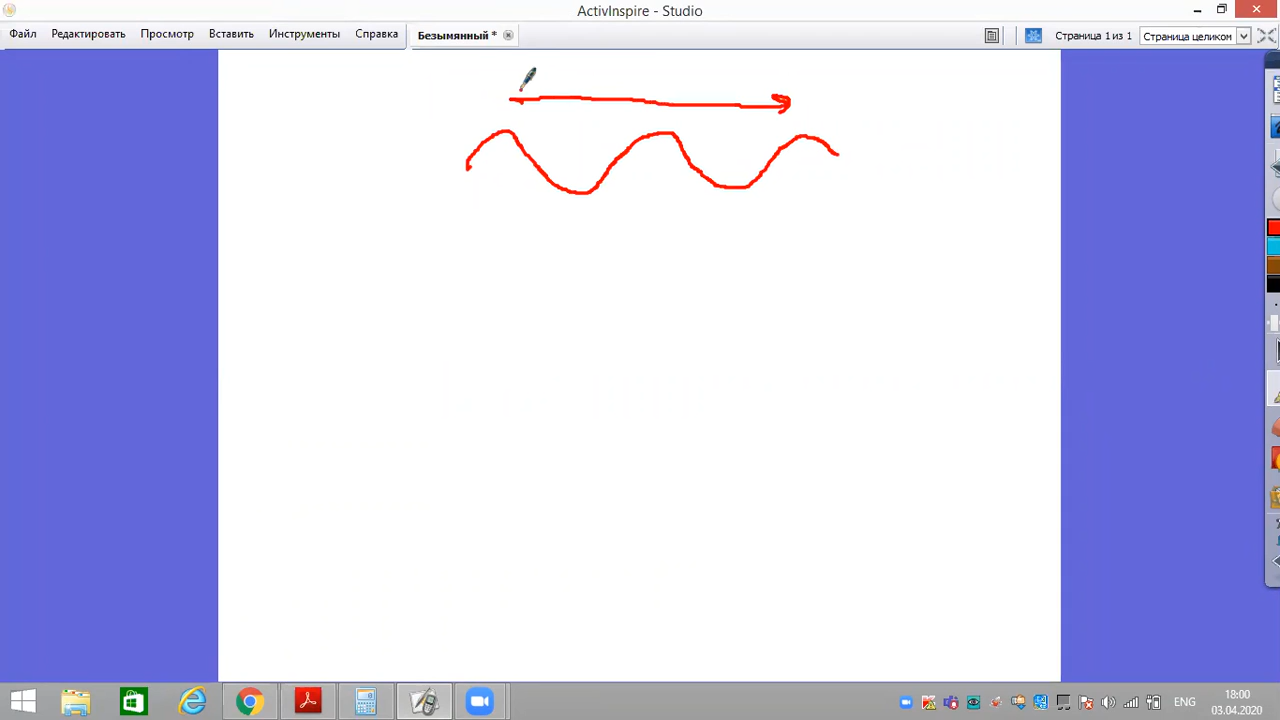 ActivInspire - Studio
Файл Редактировать Просмотр Вставить Инструменты Справка Безымянный * Страница 1 из 1 Страница целиком
ENG 18:00
03.04.2020